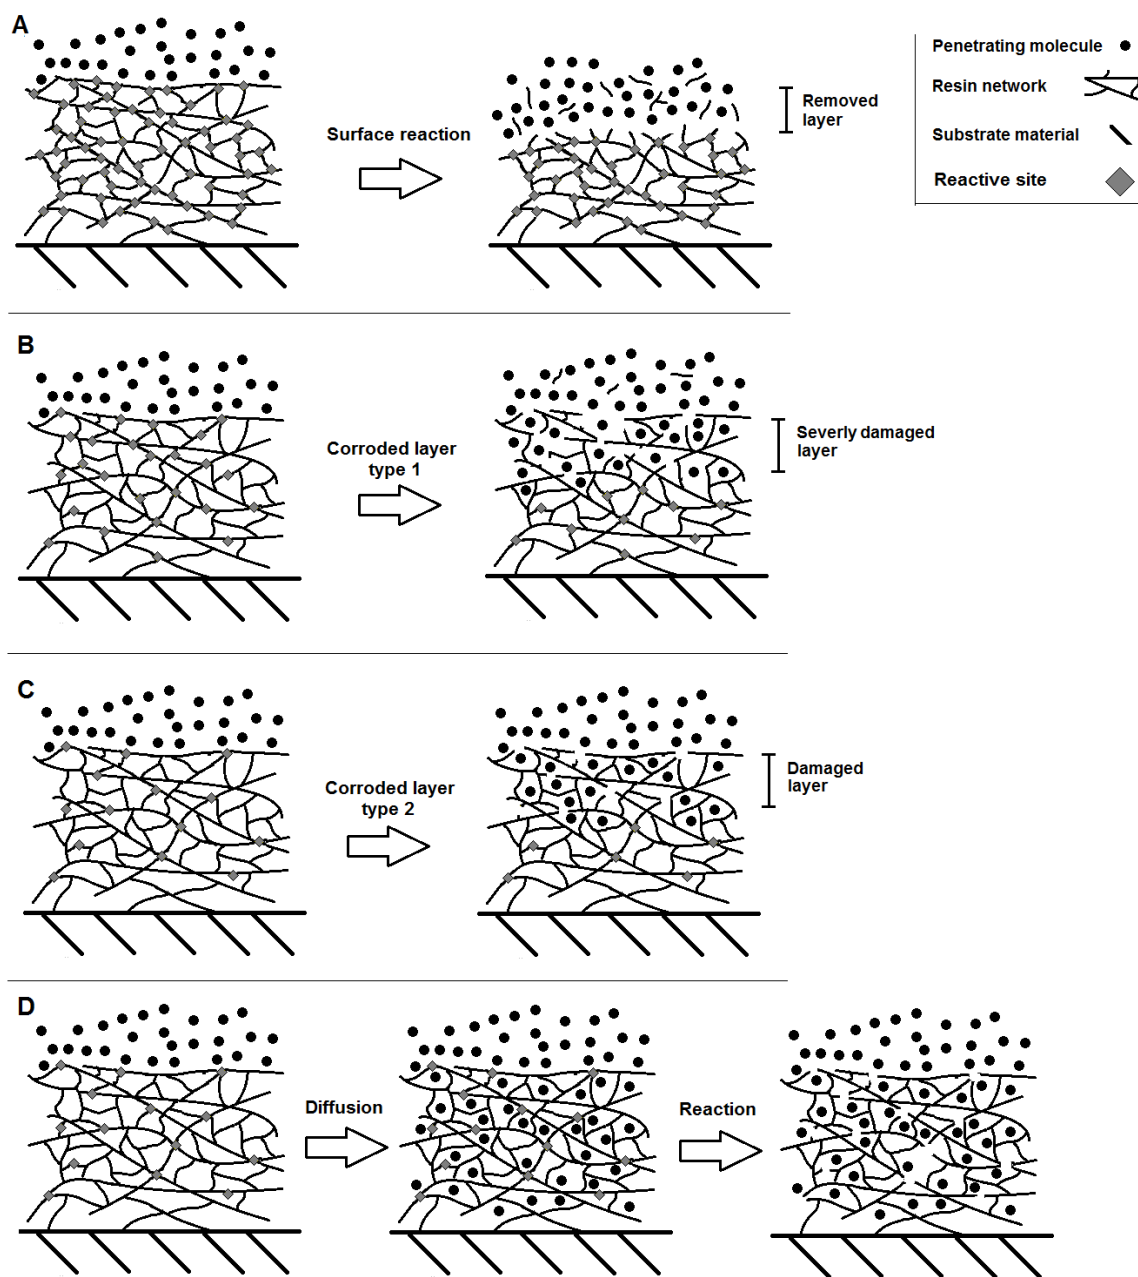 A
Surface reaction
Removed
layer
Penetrating molecule
Resin network
Substrate material
Reactive site
B
Corroded layer
type 1
Severly damaged
layer
C
Corroded layer
type 2
Damaged
layer
D
Diffusion
Reaction